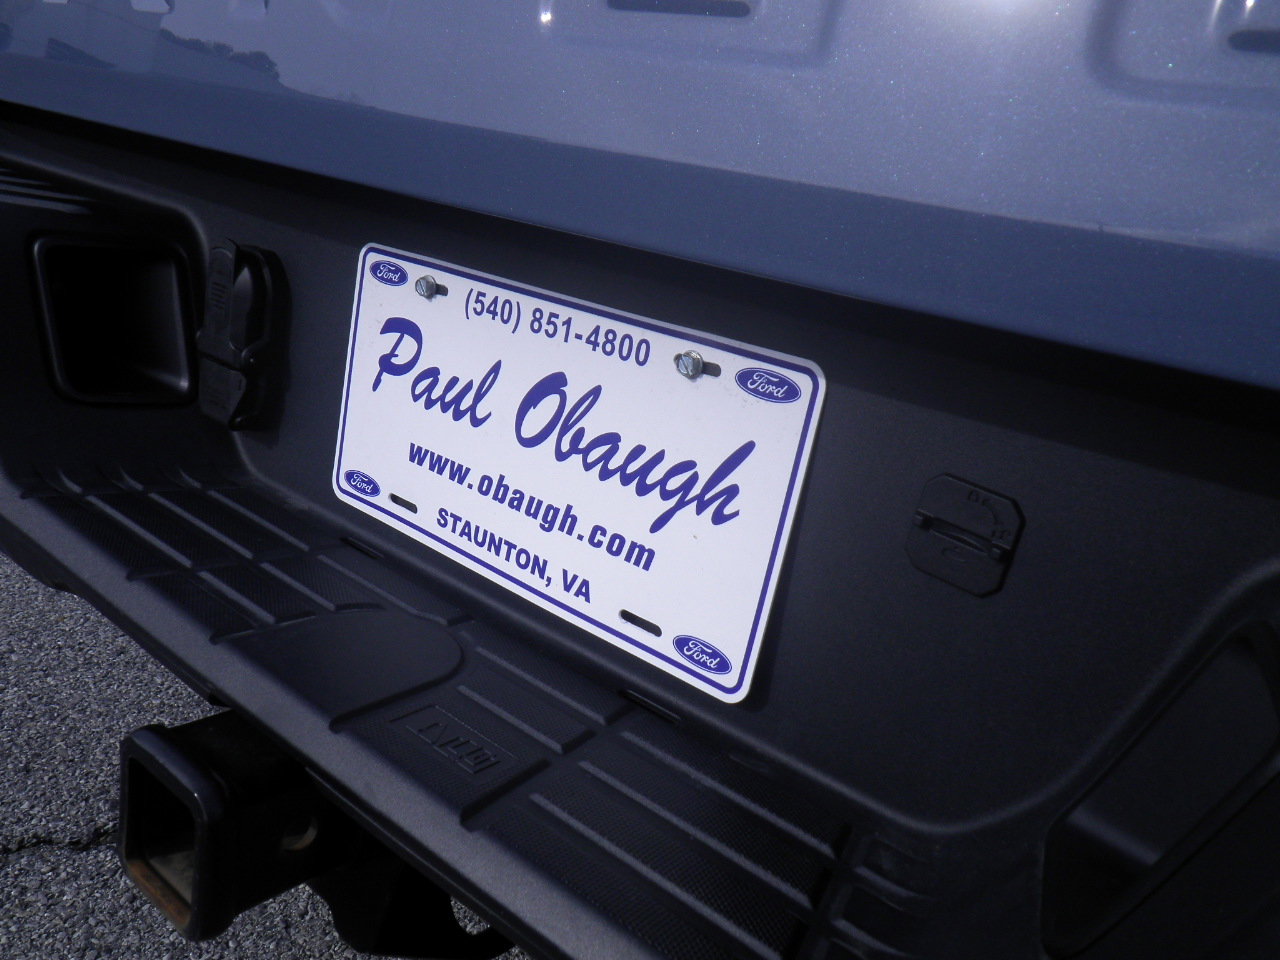 Ford
(540) 851-4800
Ford
Paul Obaugh
www.obaugh.com
Ford
STAUNTON, VA
Ford